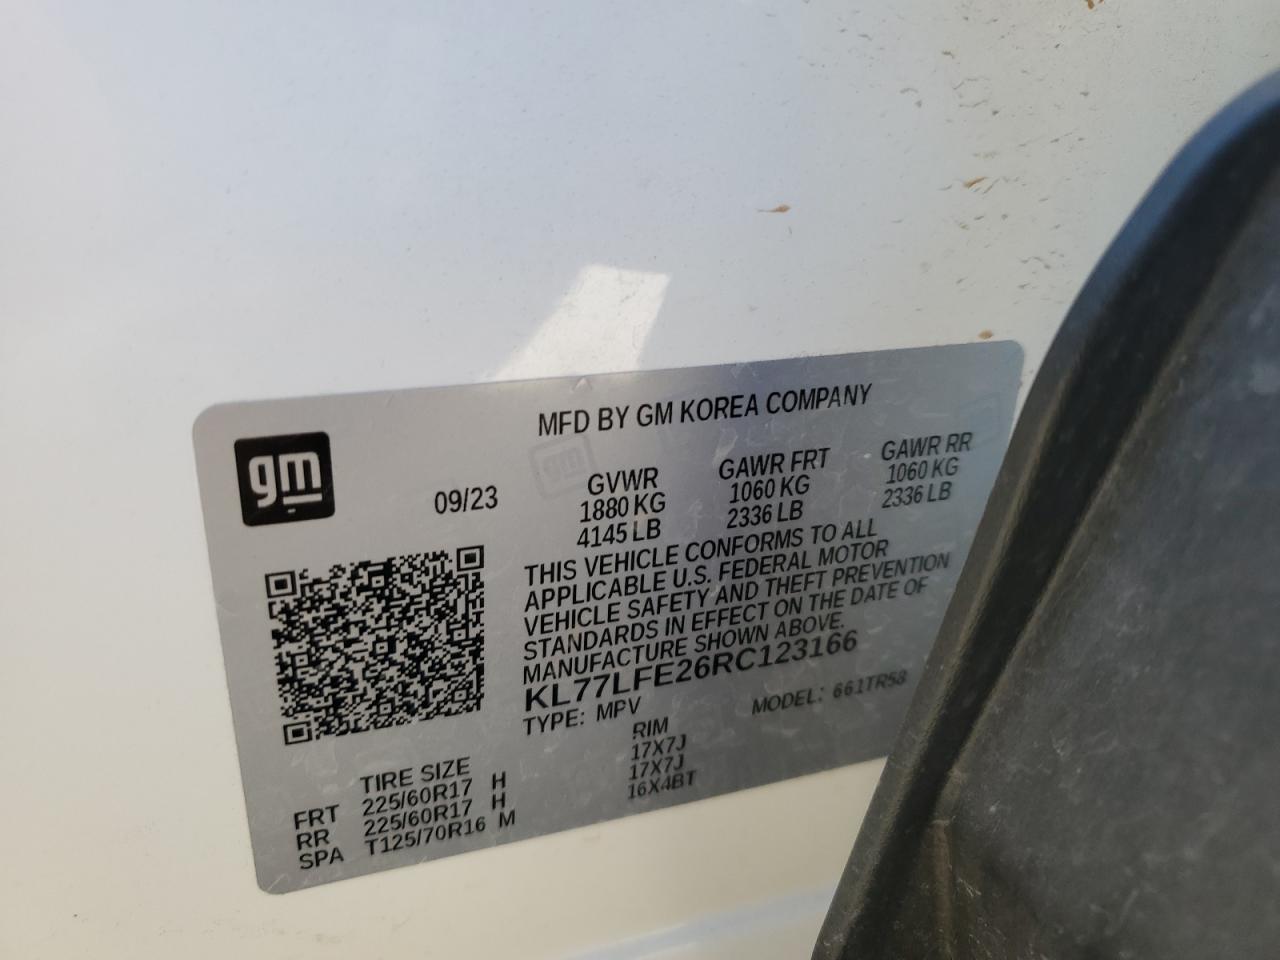 MFD BY GM KOREA COMPANY
gm
09/23
GVWR GAWR FRT GAWR RR
1880 KG 1060 KG 1060 KG
4145 LB 2336 LB 2336 LB
THIS VEHICLE CONFORMS TO ALL
APPLICABLE U.S. FEDERAL MOTOR
VEHICLE SAFETY AND THEFT PREVENTION
STANDARDS IN EFFECT ON THE DATE OF
MANUFACTURE SHOWN ABOVE.
KL77LFE26RC123166
TYPE: MPV MODEL: 661TR58
TIRE SIZE RIM
FRT 225/60R17 H 17X7J
RR 225/60R17 H 17X7J
SPA T125/70R16 M 16X4BT